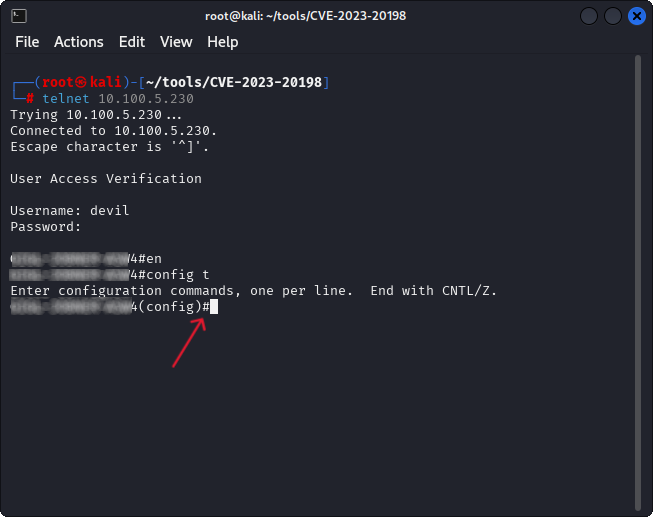 root@kali: ~/tools/CVE-2023-20198
File Actions Edit View Help
┌──(root㉿kali)-[~/tools/CVE-2023-20198]
└─# telnet 10.100.5.230
Trying 10.100.5.230...
Connected to 10.100.5.230.
Escape character is '^]'.
User Access Verification
Username: devil
Password:
4#en
4#config t
Enter configuration commands, one per line.  End with CNTL/Z.
4(config)#